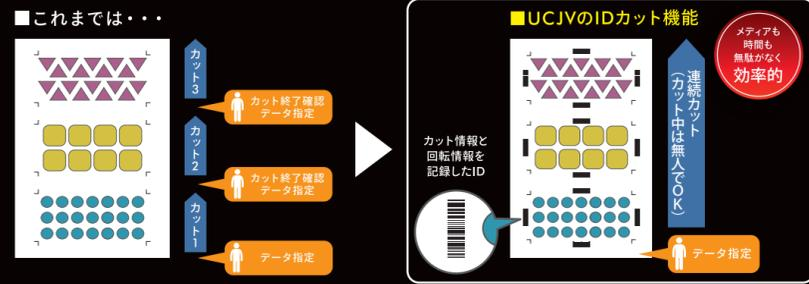 ■これまでは・・・
カット3
カット終了確認
データ指定
カット2
カット終了確認
データ指定
カット1
データ指定
■UCJVのIDカット機能
メディアも
時間も
無駄がなく
効率的
カット情報と
回転情報を
記録したID
連続カット
（カット中は無人でOK）
データ指定